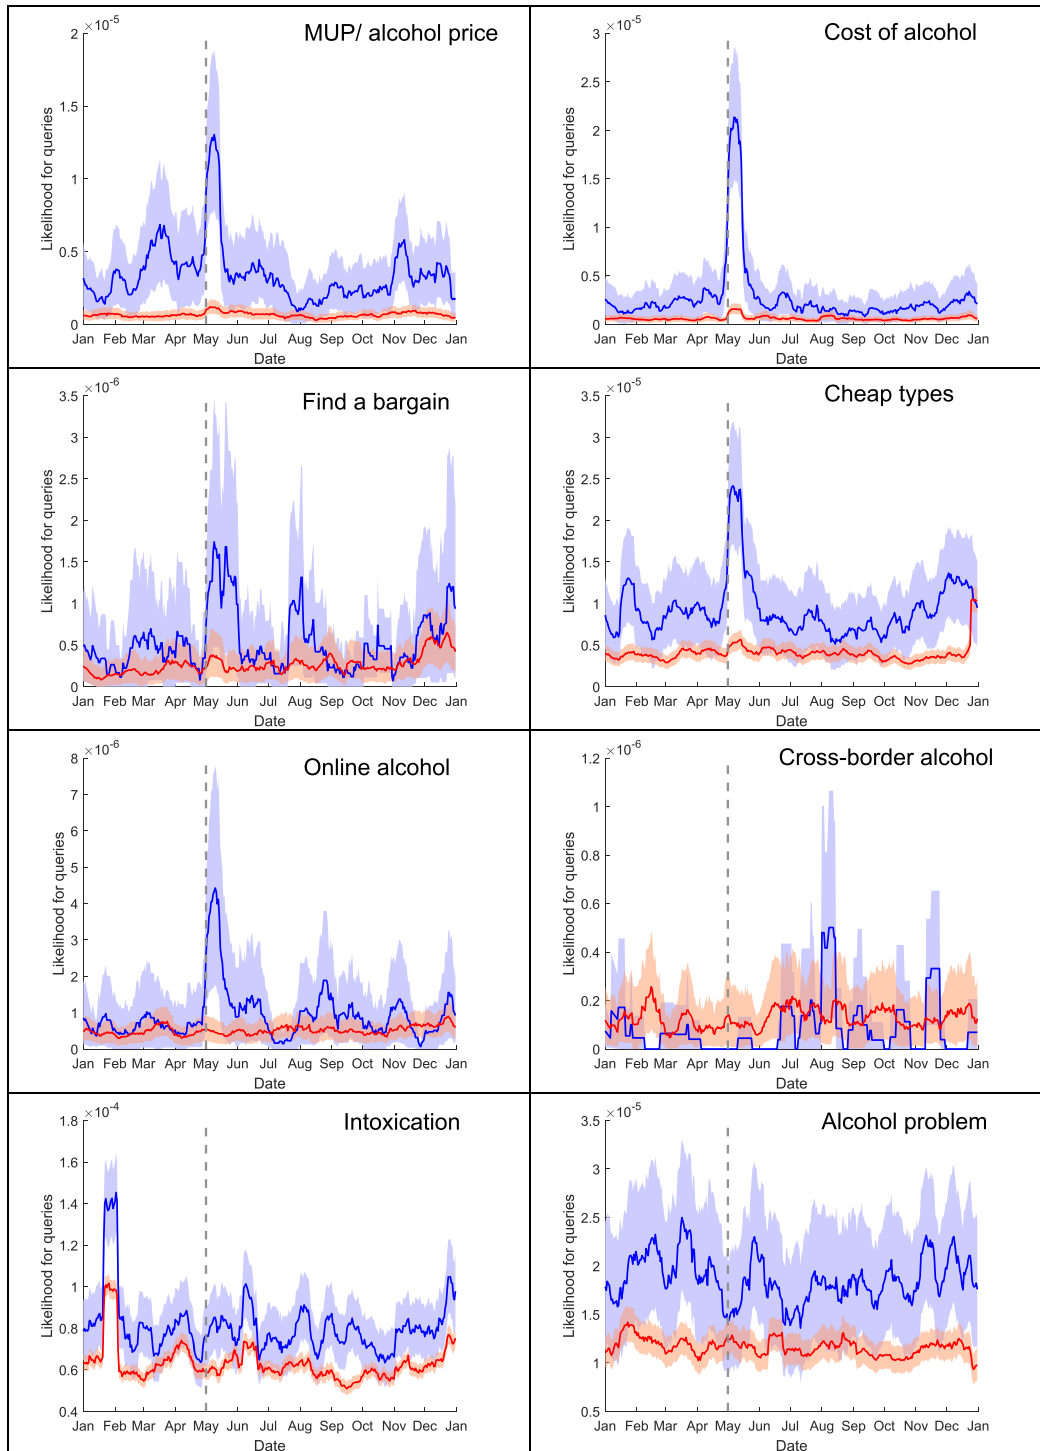 ×10-5
MUP/ alcohol price
2
1.5
1
0.5
0
Likelihood for queries
Jan Feb Mar Apr May Jun Jul Aug Sep Oct Nov Dec Jan
Date
×10-5
Cost of alcohol
3
2.5
2
1.5
1
0.5
0
Likelihood for queries
Jan Feb Mar Apr May Jun Jul Aug Sep Oct Nov Dec Jan
Date
×10-6
Find a bargain
3.5
3
2.5
2
1.5
1
0.5
0
Likelihood for queries
Jan Feb Mar Apr May Jun Jul Aug Sep Oct Nov Dec Jan
Date
×10-5
Cheap types
3.5
3
2.5
2
1.5
1
0.5
0
Likelihood for queries
Jan Feb Mar Apr May Jun Jul Aug Sep Oct Nov Dec Jan
Date
×10-6
Online alcohol
8
7
6
5
4
3
2
1
0
Likelihood for queries
Jan Feb Mar Apr May Jun Jul Aug Sep Oct Nov Dec Jan
Date
×10-6
Cross-border alcohol
1.2
1
0.8
0.6
0.4
0.2
0
Likelihood for queries
Jan Feb Mar Apr May Jun Jul Aug Sep Oct Nov Dec Jan
Date
×10-4
Intoxication
1.8
1.6
1.4
1.2
1
0.8
0.6
0.4
Likelihood for queries
Jan Feb Mar Apr May Jun Jul Aug Sep Oct Nov Dec Jan
Date
×10-5
Alcohol problem
3.5
3
2.5
2
1.5
1
0.5
Likelihood for queries
Jan Feb Mar Apr May Jun Jul Aug Sep Oct Nov Dec Jan
Date